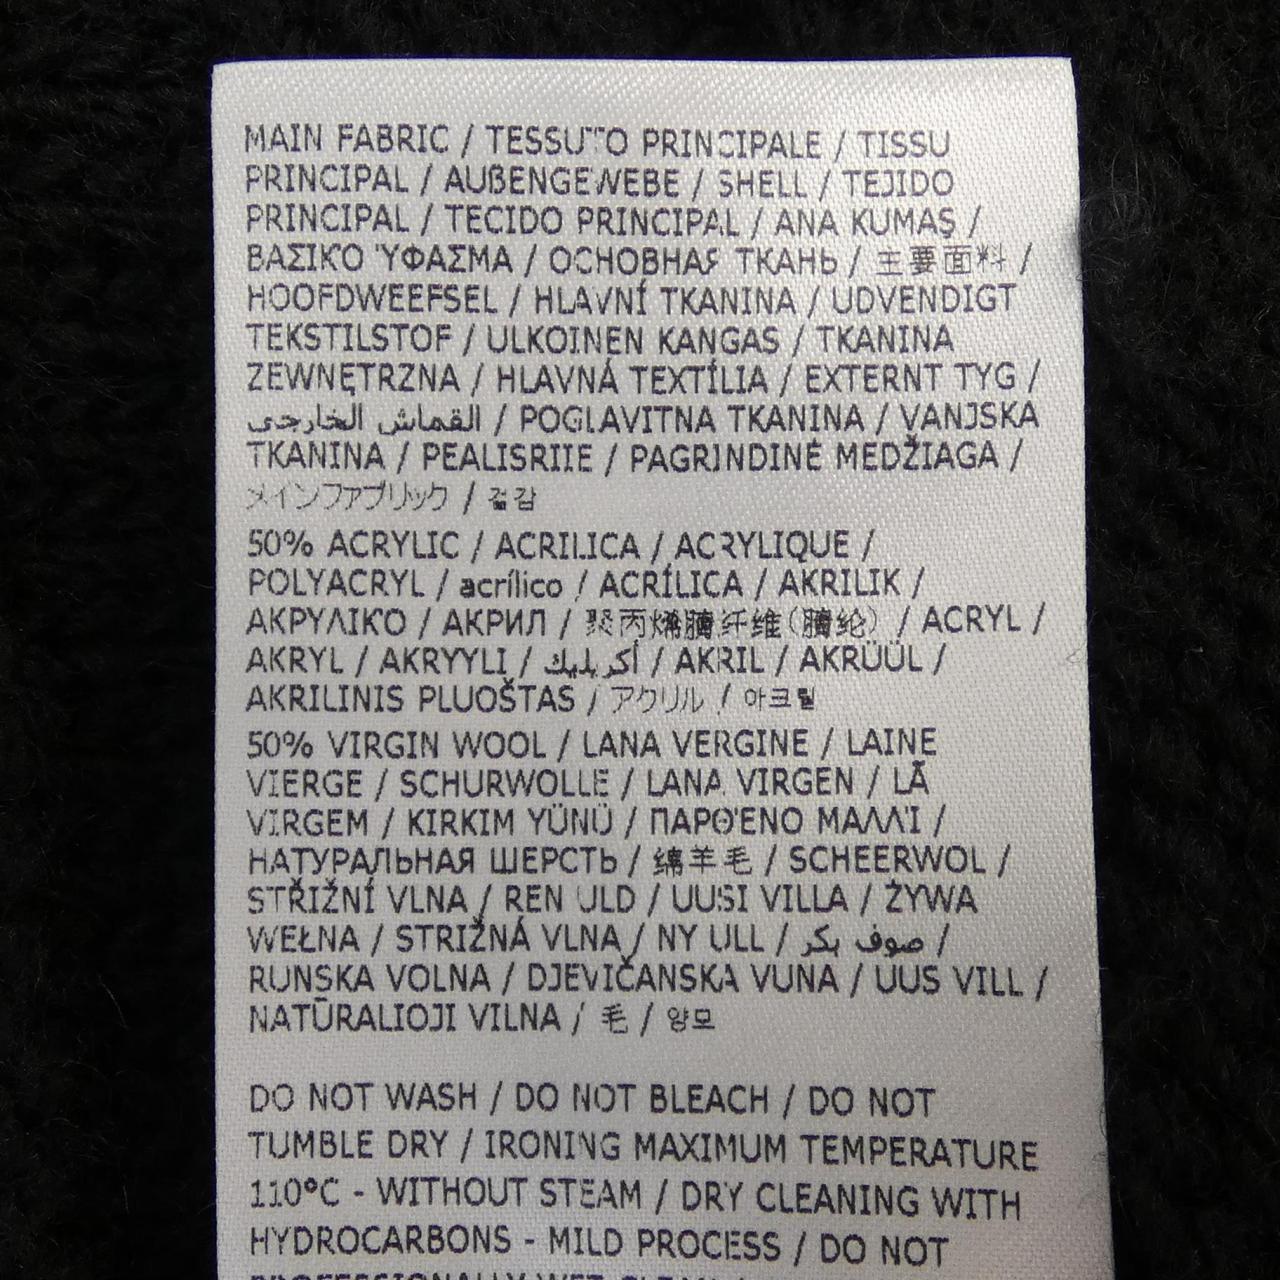 MAIN FABRIC / TESSUTO PRINCIPALE / TISSU
PRINCIPAL / AUßENGEWEBE / SHELL / TEJIDO
PRINCIPAL / TECIDO PRINCIPAL / ANA KUMAŞ /
ΒΑΣΙΚΌ ΎΦΑΣΜΑ / ОСНОВНАЯ ТКАНЬ / 主要面料 /
HOOFDWEEFSEL / HLAVNÍ TKANINA / UDVENDIGT
TEKSTILSTOF / ULKOINEN KANGAS / TKANINA
ZEWNĘTRZNA / HLAVNÁ TEXTÍLIA / EXTERNT TYG /
القماش الخارجى / POGLAVITNA TKANINA / VANJSKA
TKANINA / PEALISRIIE / PAGRINDINĖ MEDŽIAGA /
メインファブリック / 겉감
50% ACRYLIC / ACRILICA / ACRYLIQUE /
POLYACRYL / acrílico / ACRÍLICA / AKRILIK /
ΑΚΡΥΛΙΚΌ / АКРИЛ / 聚丙烯腈纤维(腈纶) / ACRYL /
AKRYL / AKRYYLI / أكريليك / AKRIL / AKRÜÜL /
AKRILINIS PLUOŠTAS / アクリル / 아크릴
50% VIRGIN WOOL / LANA VERGINE / LAINE
VIERGE / SCHURWOLLE / LANA VIRGEN / LÃ
VIRGEM / KIRKIM YÜNÜ / ΠΑΡΘΈΝΟ ΜΑΛΛΊ /
НАТУРАЛЬНАЯ ШЕРСТЬ / 绵羊毛 / SCHEERWOL /
STŘIŽNÍ VLNA / REN ULD / UUSI VILLA / ŻYWA
WEŁNA / STRIŽNÁ VLNA / NY ULL / صوف بكر /
RUNSKA VOLNA / DJEVIČANSKA VUNA / UUS VILL /
NATŪRALIOJI VILNA / 毛 / 양모
DO NOT WASH / DO NOT BLEACH / DO NOT
TUMBLE DRY / IRONING MAXIMUM TEMPERATURE
110°C - WITHOUT STEAM / DRY CLEANING WITH
HYDROCARBONS - MILD PROCESS / DO NOT